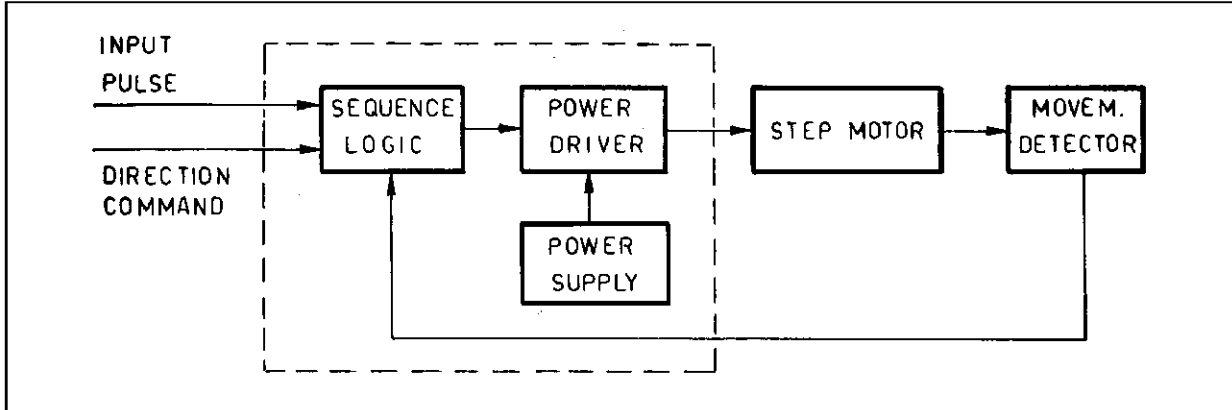 INPUT
PULSE
DIRECTION
COMMAND
SEQUENCE
LOGIC
POWER
DRIVER
POWER
SUPPLY
STEP MOTOR
MOVEM.
DETECTOR